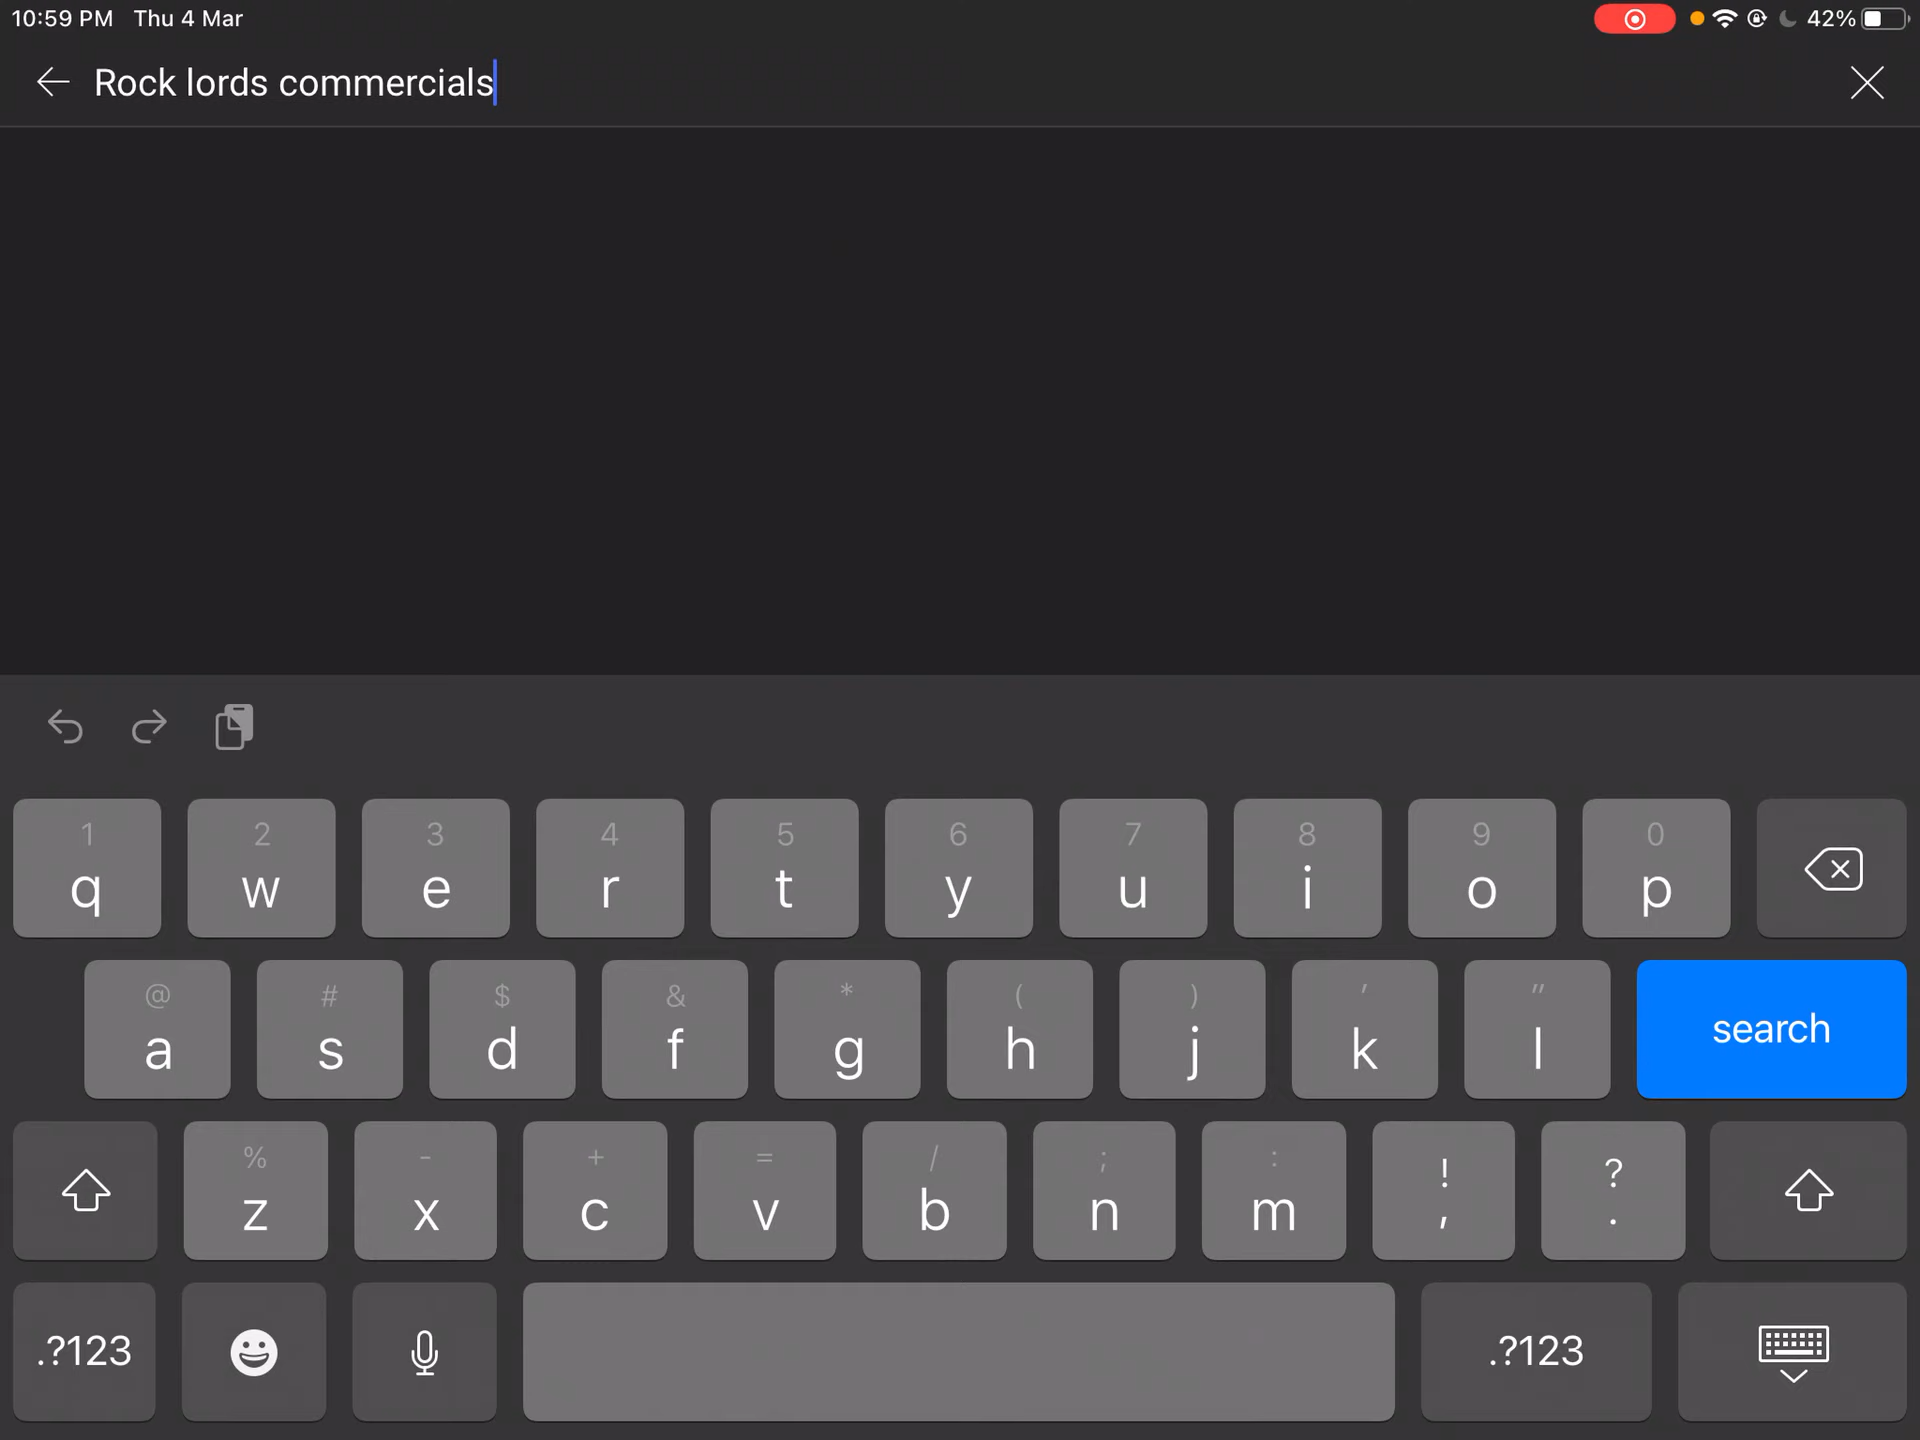 10:59 PM Thu 4 Mar 42%
Rock lords commercials
1 2 3 4 5 6 7 8 9 0
q w e r t y u i o p
@ # $ & * ( ) ' "
a s d f g h j k l search
% - + = / ; : ! ?
z x c v b n m , .
.?123 .?123